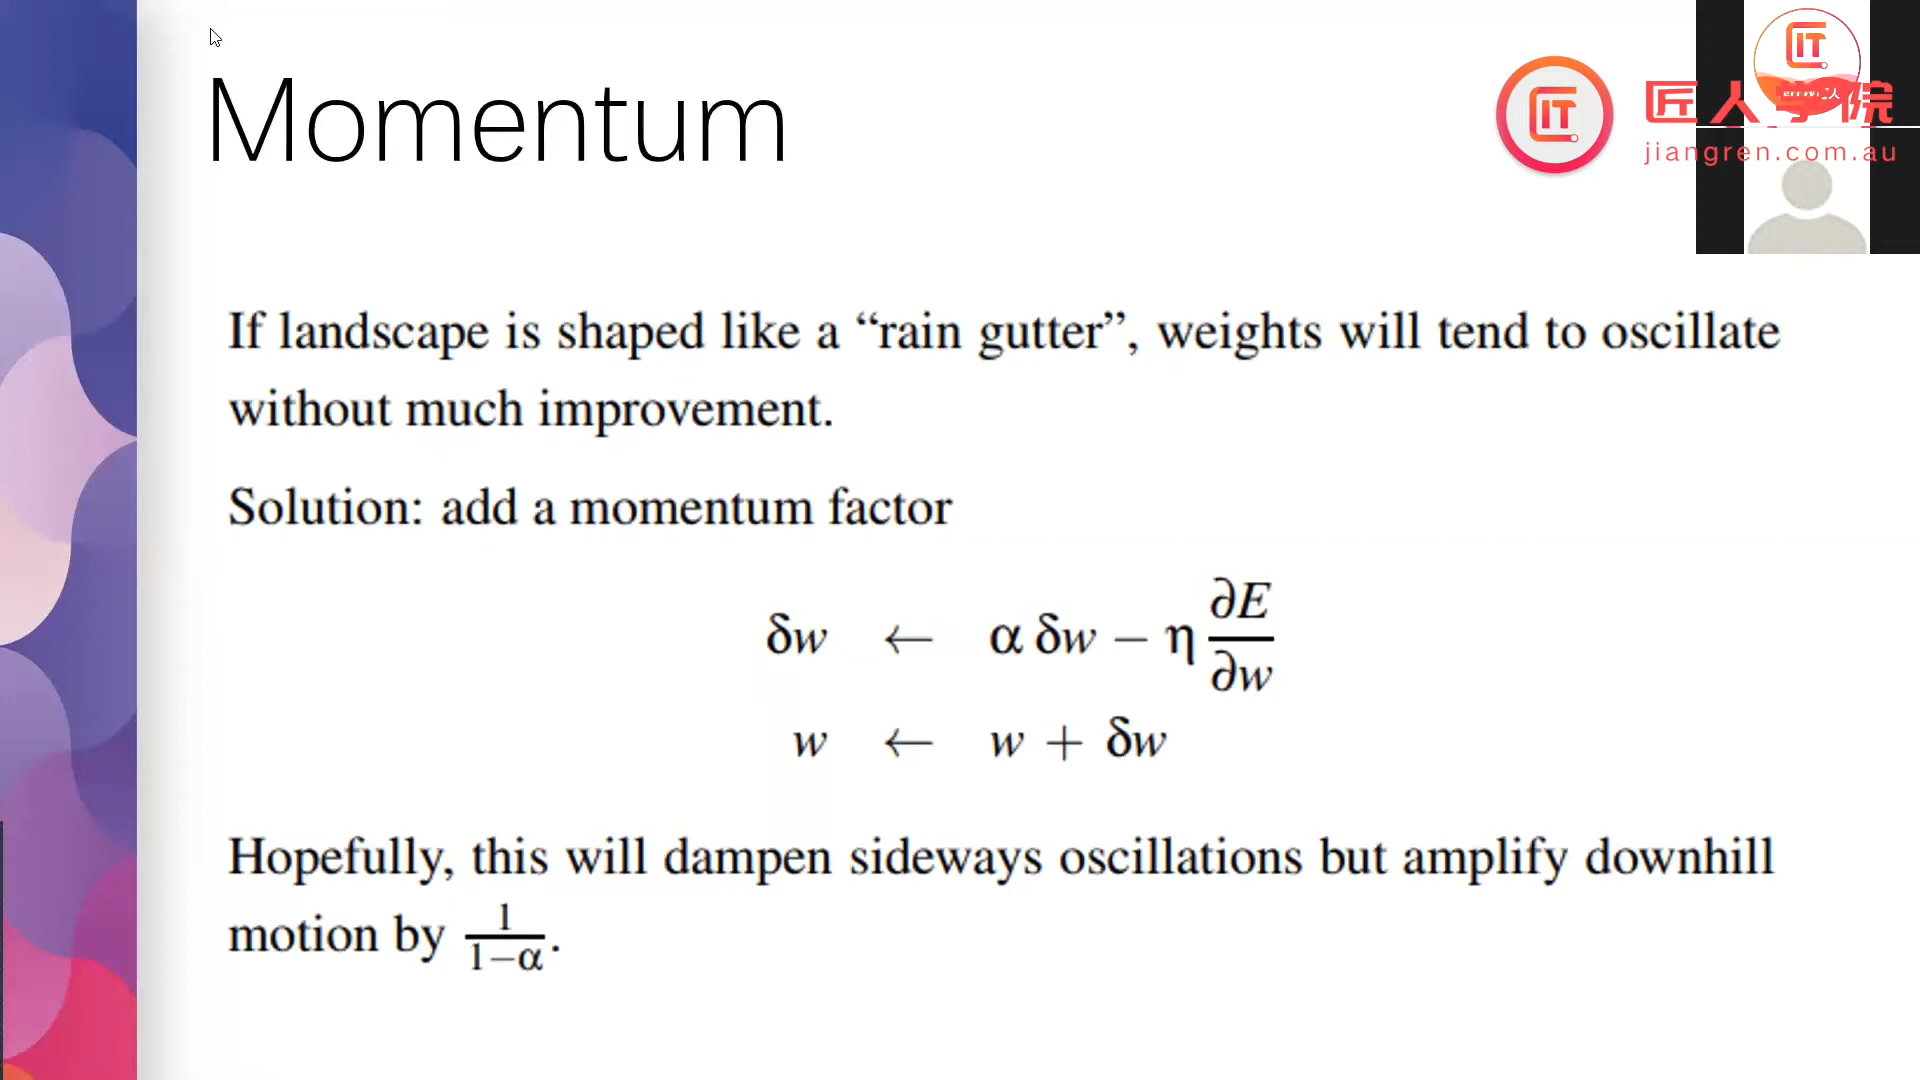 Momentum
IT
匠人学院
jiangren.com.au
IT
If landscape is shaped like a “rain gutter”, weights will tend to oscillate
without much improvement.
Solution: add a momentum factor
δw ← α δw − η ∂E/∂w
w ← w + δw
Hopefully, this will dampen sideways oscillations but amplify downhill
motion by 1/(1−α).